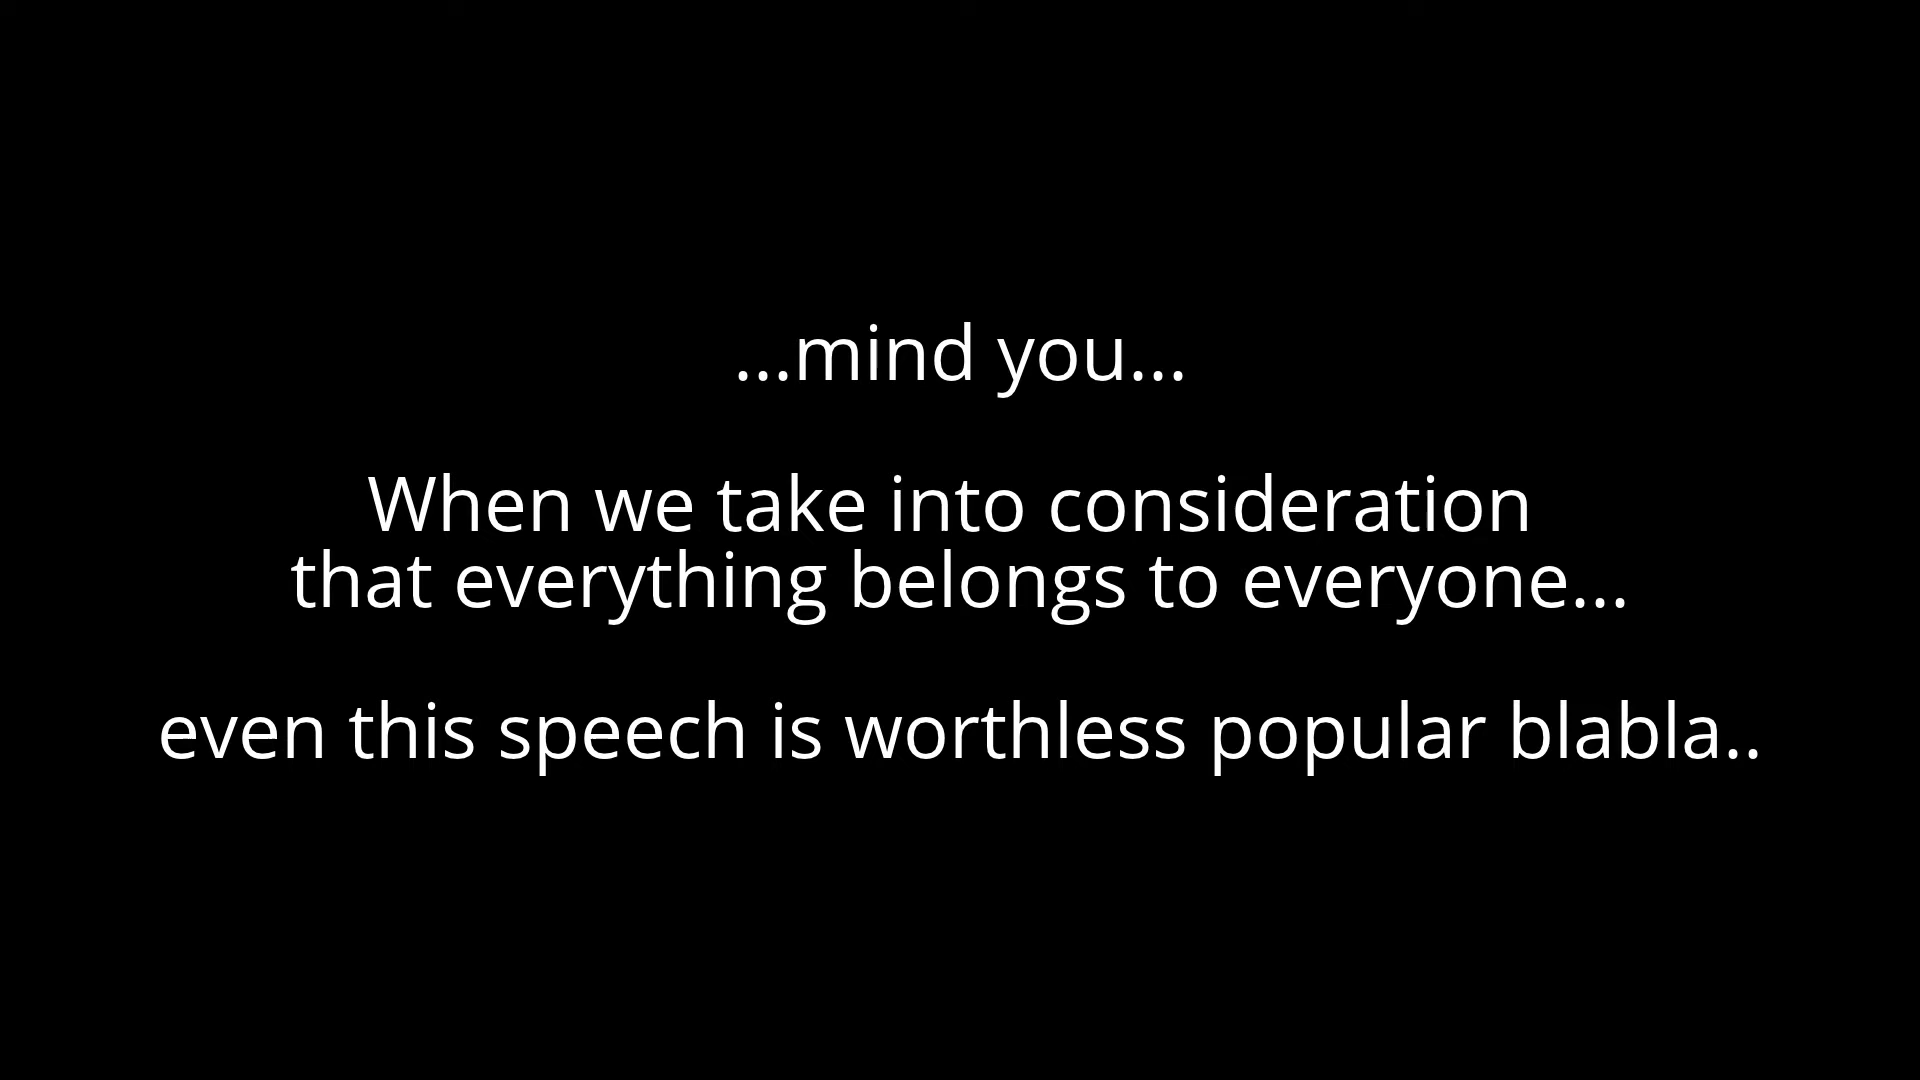 ...mind you...
When we take into consideration
that everything belongs to everyone...
even this speech is worthless popular blabla..